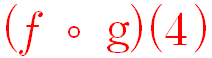 (f ∘ g)(4)